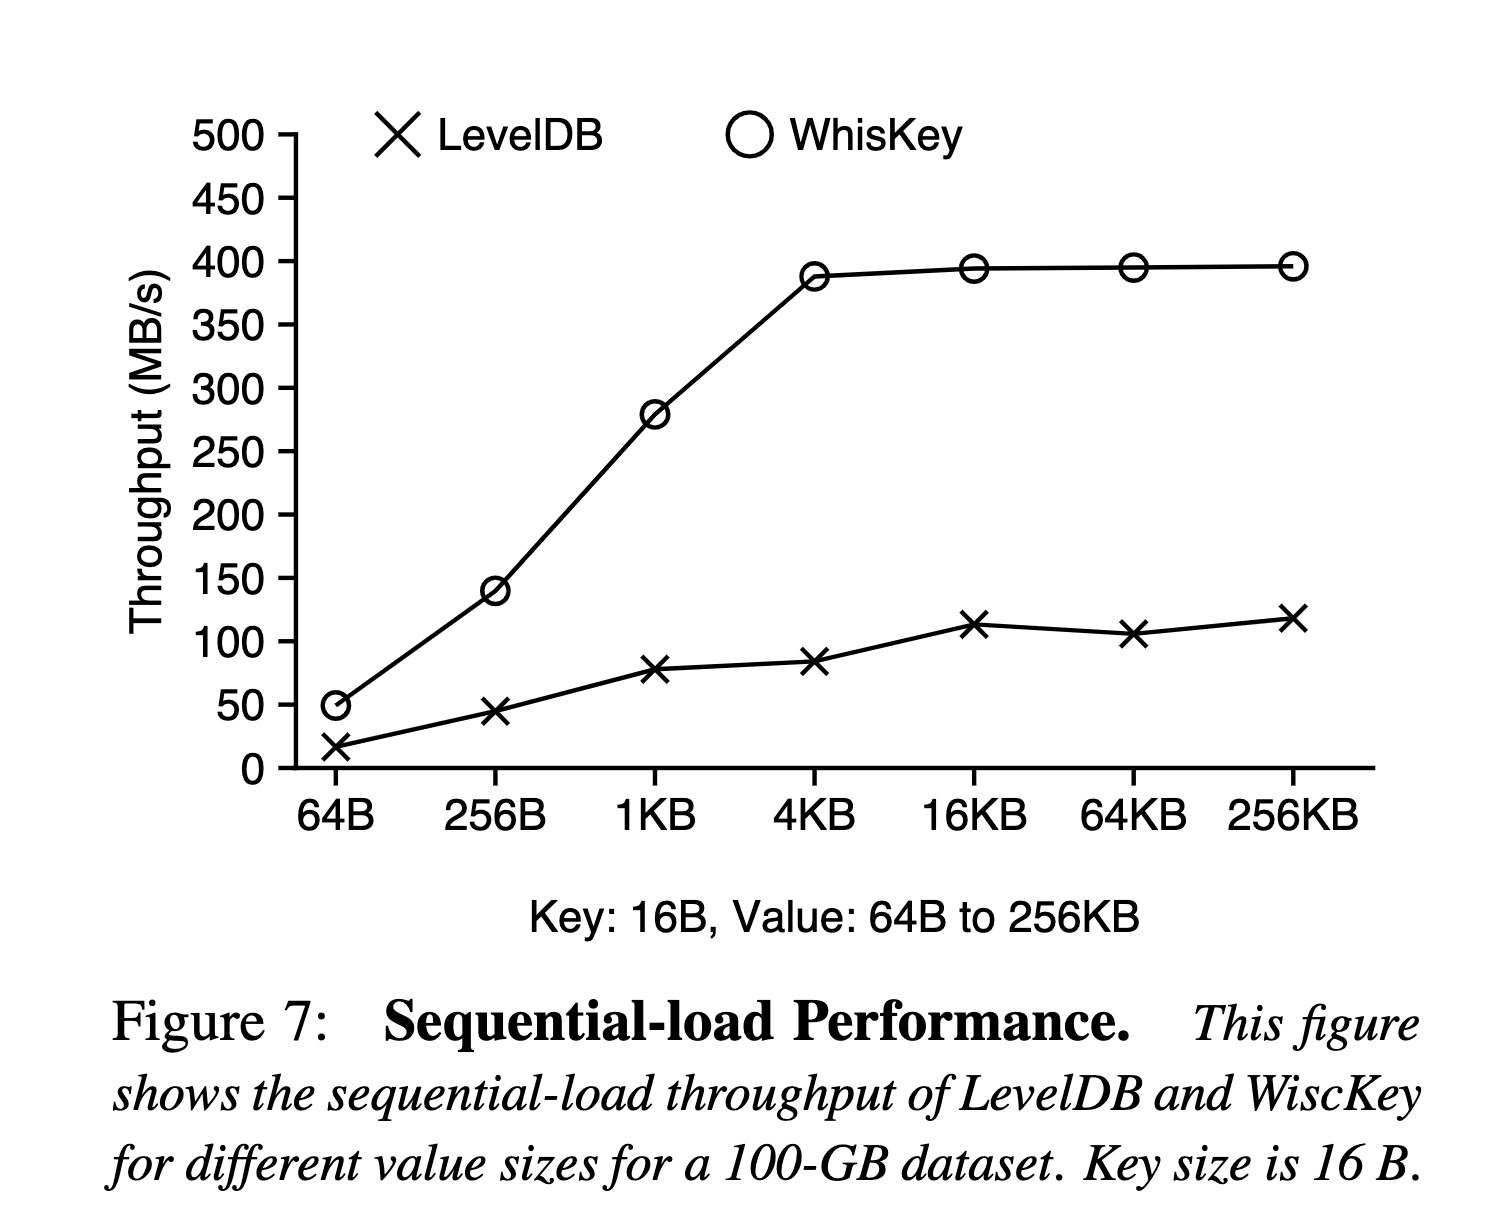 LevelDB WhisKey
500
450
400
350
300
250
200
150
100
50
0
Throughput (MB/s)
64B 256B 1KB 4KB 16KB 64KB 256KB
Key: 16B, Value: 64B to 256KB
Figure 7: Sequential-load Performance. This figure
shows the sequential-load throughput of LevelDB and WiscKey
for different value sizes for a 100-GB dataset. Key size is 16 B.